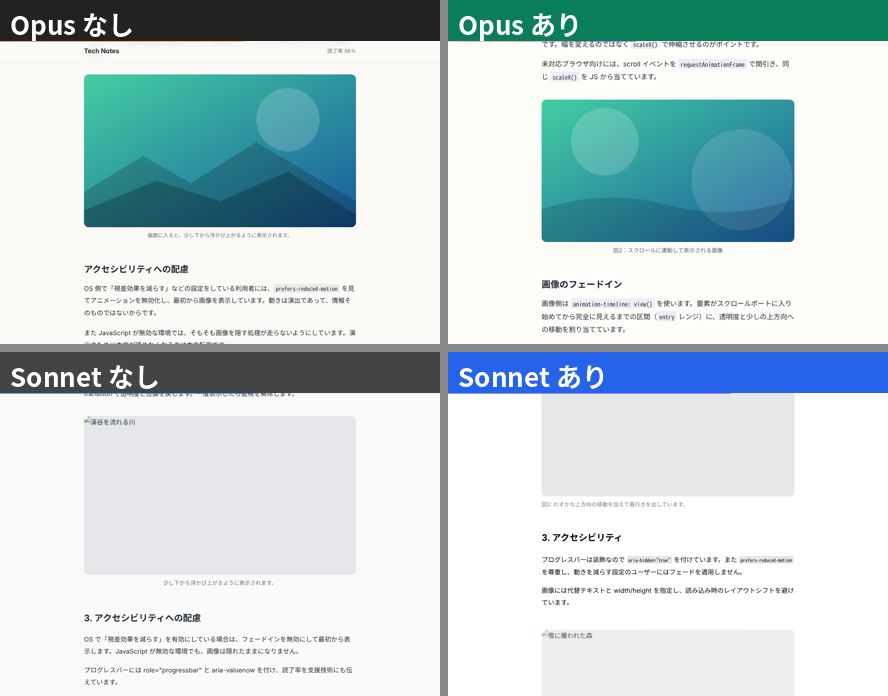 Opus なし
Tech Notes
読了率 56%
画面に入ると、少し下から浮かび上がるように表示されます。
アクセシビリティへの配慮
OS 側で「視差効果を減らす」などの設定をしている利用者には、prefers-reduced-motion を見
てアニメーションを無効化し、最初から画像を表示しています。動きは演出であって、情報そ
のものではないからです。
また JavaScript が無効な環境では、そもそも画像を隠す処理が走らないようにしています。演
Opus あり
です。幅を変えるのではなく scaleX() で伸縮させるのがポイントです。
未対応ブラウザ向けには、scroll イベントを requestAnimationFrame で間引き、同
じ scaleX() を JS から当てています。
図2：スクロールに連動して表示される画像
画像のフェードイン
画像側は animation-timeline: view() を使います。要素がスクロールポートに入り
始めてから完全に見えるまでの区間（ entry レンジ）に、透明度と少しの上方向へ
の移動を割り当てています。
Sonnet なし
渓谷を流れる川
少し下から浮かび上がるように表示されます。
3. アクセシビリティへの配慮
OS で「視差効果を減らす」を有効にしている場合は、フェードインを無効にして最初から表
示します。JavaScript が無効な環境でも、画像は隠れたままになりません。
プログレスバーには role="progressbar" と aria-valuenow を付け、読了率を支援技術にも伝
えています。
Sonnet あり
図2: わずかな上方向の移動を加えて奥行きを出しています。
3. アクセシビリティ
プログレスバーは装飾なので aria-hidden="true" を付けています。また prefers-reduced-motion
を尊重し、動きを減らす設定のユーザーにはフェードを適用しません。
画像には代替テキストと width/height を指定し、読み込み時のレイアウトシフトを避け
ています。
雪に覆われた森